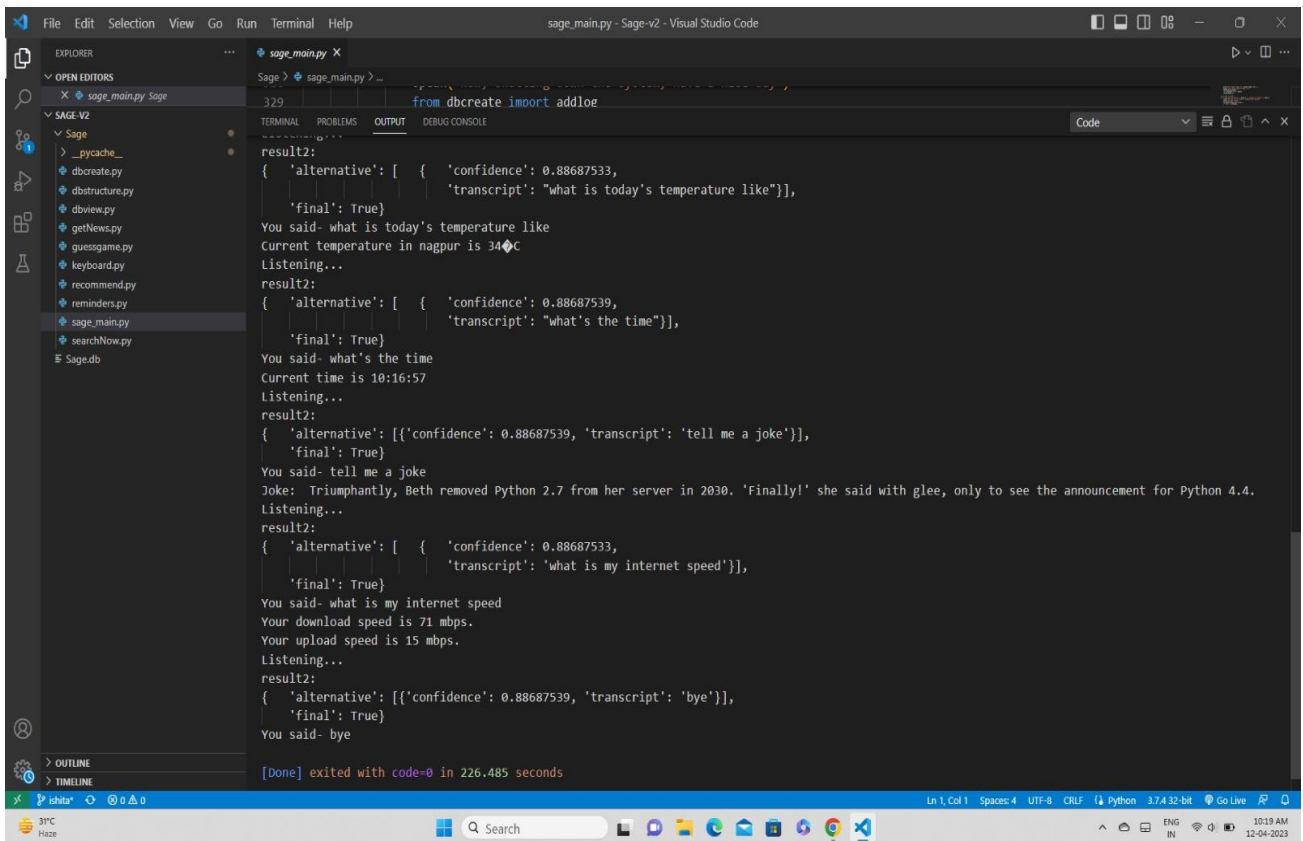 File Edit Selection View Go Run Terminal Help
sage_main.py - Sage-v2 - Visual Studio Code
EXPLORER
OPEN EDITORS
sage_main.py Sage
SAGE-V2
Sage
__pycache__
dbcreate.py
dbstructure.py
dbview.py
getNews.py
guessgame.py
keyboard.py
recommend.py
reminders.py
sage_main.py
searchNow.py
Sage.db
OUTLINE
TIMELINE
sage_main.py
Sage > sage_main.py > ...
329 from dbcreate import addlog
TERMINAL PROBLEMS OUTPUT DEBUG CONSOLE
Code
Listening...
result2:
{ 'alternative': [ { 'confidence': 0.88687533,
'transcript': "what is today's temperature like"}],
'final': True}
You said- what is today's temperature like
Current temperature in nagpur is 34�C
Listening...
result2:
{ 'alternative': [ { 'confidence': 0.88687539,
'transcript': "what's the time"}],
'final': True}
You said- what's the time
Current time is 10:16:57
Listening...
result2:
{ 'alternative': [{'confidence': 0.88687539, 'transcript': 'tell me a joke'}],
'final': True}
You said- tell me a joke
Joke: Triumphantly, Beth removed Python 2.7 from her server in 2030. 'Finally!' she said with glee, only to see the announcement for Python 4.4.
Listening...
result2:
{ 'alternative': [ { 'confidence': 0.88687533,
'transcript': 'what is my internet speed'}],
'final': True}
You said- what is my internet speed
Your download speed is 71 mbps.
Your upload speed is 15 mbps.
Listening...
result2:
{ 'alternative': [{'confidence': 0.88687539, 'transcript': 'bye'}],
'final': True}
You said- bye
[Done] exited with code=0 in 226.485 seconds
ishita* 0 0 Ln 1, Col 1 Spaces: 4 UTF-8 CRLF Python 3.7.4 32-bit Go Live
31°C
Haze
Search
ENG
IN
10:19 AM
12-04-2023